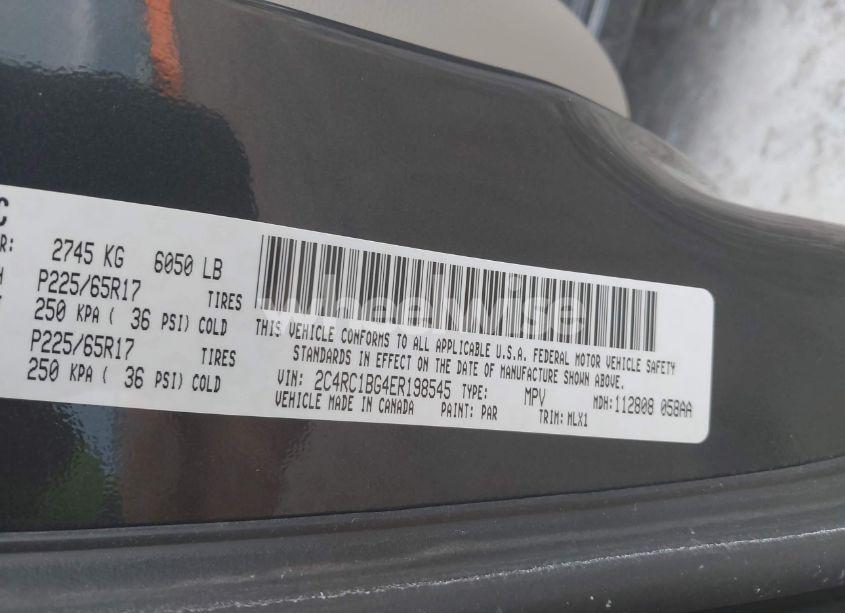 C
R: 2745 KG 6050 LB
H P225/65R17 TIRES
250 KPA ( 36 PSI) COLD
P225/65R17 TIRES
250 KPA ( 36 PSI) COLD
wheelwise
THIS VEHICLE CONFORMS TO ALL APPLICABLE U.S.A. FEDERAL MOTOR VEHICLE SAFETY
STANDARDS IN EFFECT ON THE DATE OF MANUFACTURE SHOWN ABOVE.
VIN: 2C4RC1BG4ER198545 TYPE: MPV MDH:112808 058AA
VEHICLE MADE IN CANADA PAINT: PAR TRIM: MLX1